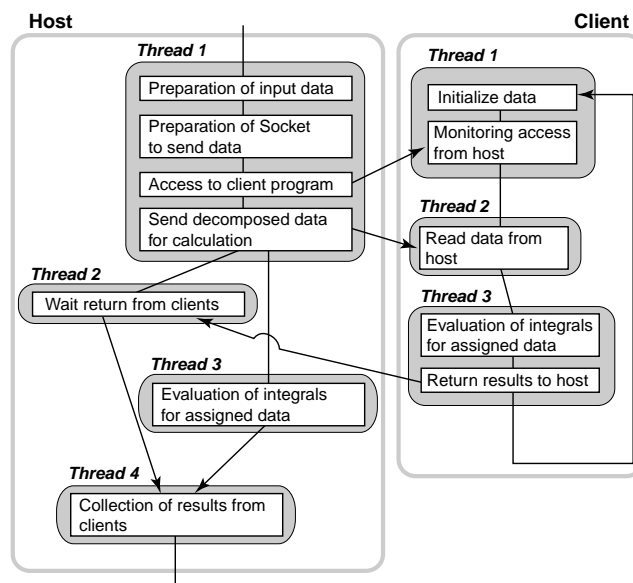 Host
Thread 1
Preparation of input data
Preparation of Socket
to send data
Access to client program
Send decomposed data
for calculation
Thread 2
Wait return from clients
Thread 3
Evaluation of integrals
for assigned data
Thread 4
Collection of results from
clients
Client
Thread 1
Initialize data
Monitoring access
from host
Thread 2
Read data from
host
Thread 3
Evaluation of integrals
for assigned data
Return results to host